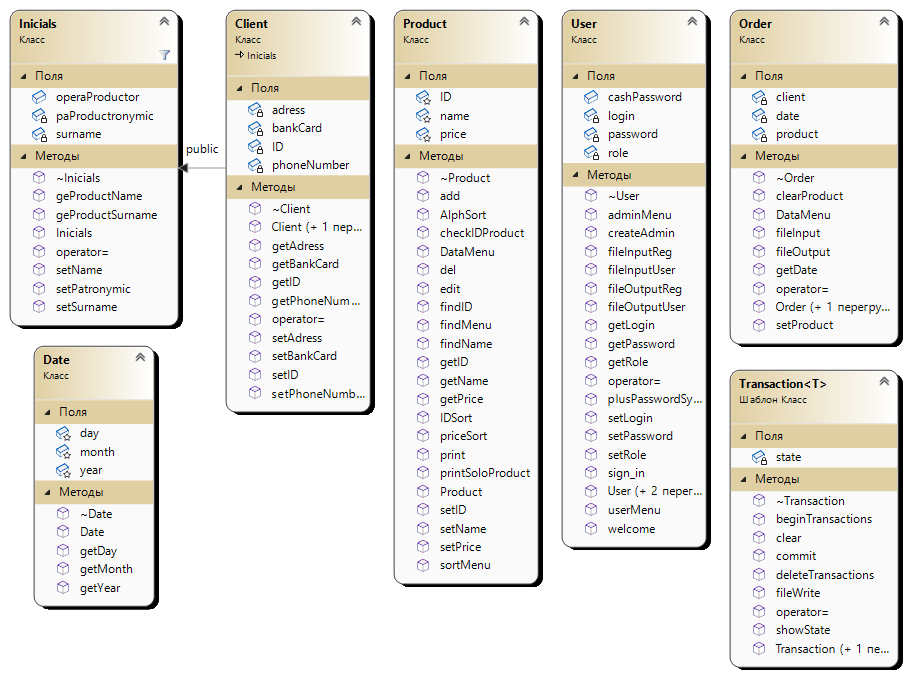 Inicials
Класс
Поля
operaProductor
paProductronymic
surname
Методы
~Inicials
geProductName
geProductSurname
Inicials
operator=
setName
setPatronymic
setSurname
public
Client
Класс
Inicials
Поля
adress
bankCard
ID
phoneNumber
Методы
~Client
Client (+ 1 пер...
getAdress
getBankCard
getID
getPhoneNum...
operator=
setAdress
setBankCard
setID
setPhoneNumb...
Product
Класс
Поля
ID
name
price
Методы
~Product
add
AlphSort
checkIDProduct
DataMenu
del
edit
findID
findMenu
findName
getID
getName
getPrice
IDSort
priceSort
print
printSoloProduct
Product
setID
setName
setPrice
sortMenu
User
Класс
Поля
cashPassword
login
password
role
Методы
~User
adminMenu
createAdmin
fileInputReg
fileInputUser
fileOutputReg
fileOutputUser
getLogin
getPassword
getRole
operator=
plusPasswordSy...
setLogin
setPassword
setRole
sign_in
User (+ 2 перег...
userMenu
welcome
Order
Класс
Поля
client
date
product
Методы
~Order
clearProduct
DataMenu
fileInput
fileOutput
getDate
operator=
Order (+ 1 перегру...
setProduct
Date
Класс
Поля
day
month
year
Методы
~Date
Date
getDay
getMonth
getYear
Transaction<T>
Шаблон Класс
Поля
state
Методы
~Transaction
beginTransactions
clear
commit
deleteTransactions
fileWrite
operator=
showState
Transaction (+ 1 пе...